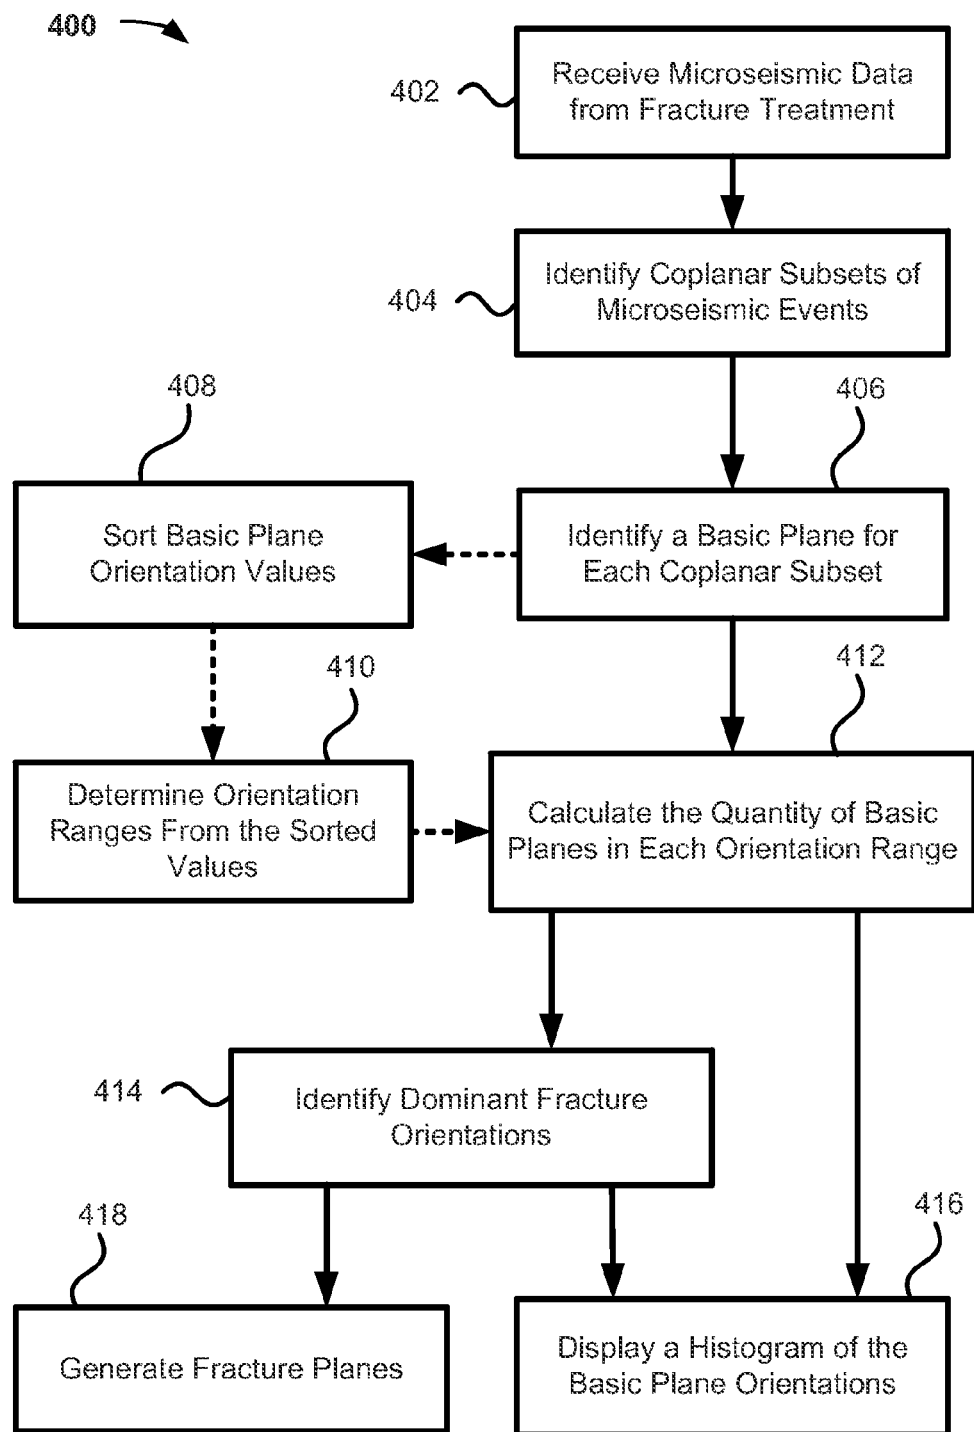 400
402
Receive Microseismic Data
from Fracture Treatment
404
Identify Coplanar Subsets of
Microseismic Events
408
406
Sort Basic Plane
Orientation Values
Identify a Basic Plane for
Each Coplanar Subset
410
412
Determine Orientation
Ranges From the Sorted
Values
Calculate the Quantity of Basic
Planes in Each Orientation Range
414
Identify Dominant Fracture
Orientations
418
416
Generate Fracture Planes
Display a Histogram of the
Basic Plane Orientations